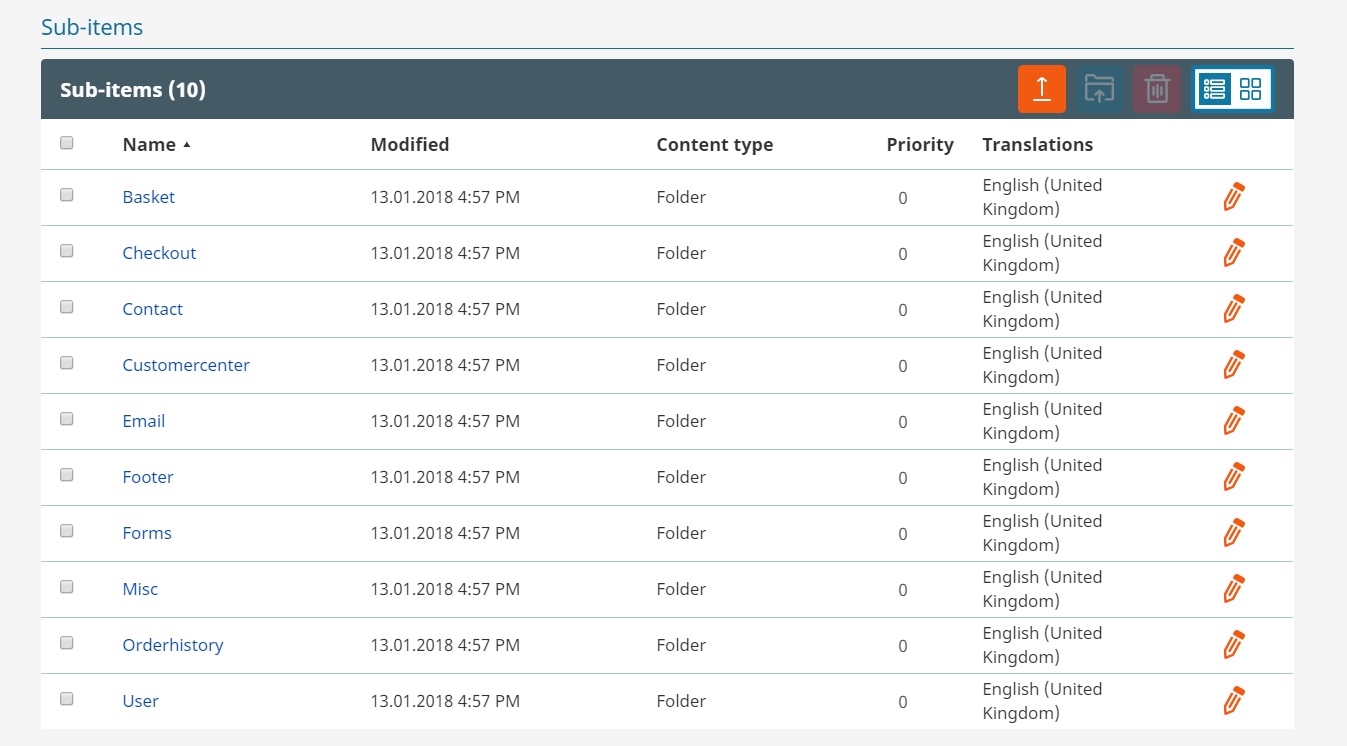 Sub-items
Sub-items (10)
Name Modified Content type Priority Translations
Basket 13.01.2018 4:57 PM Folder 0 English (United
Kingdom)
Checkout 13.01.2018 4:57 PM Folder 0 English (United
Kingdom)
Contact 13.01.2018 4:57 PM Folder 0 English (United
Kingdom)
Customercenter 13.01.2018 4:57 PM Folder 0 English (United
Kingdom)
Email 13.01.2018 4:57 PM Folder 0 English (United
Kingdom)
Footer 13.01.2018 4:57 PM Folder 0 English (United
Kingdom)
Forms 13.01.2018 4:57 PM Folder 0 English (United
Kingdom)
Misc 13.01.2018 4:57 PM Folder 0 English (United
Kingdom)
Orderhistory 13.01.2018 4:57 PM Folder 0 English (United
Kingdom)
User 13.01.2018 4:57 PM Folder 0 English (United
Kingdom)